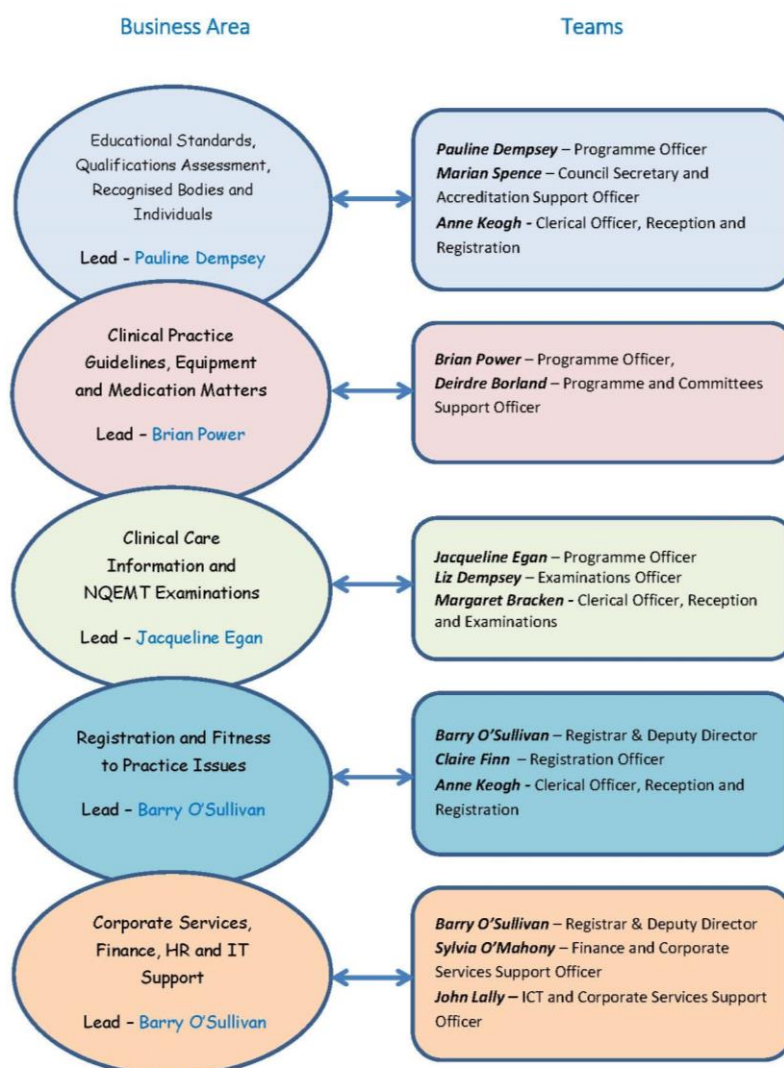 Business Area
Teams
Educational Standards,
Qualifications Assessment,
Recognised Bodies and
Individuals
Lead - Pauline Dempsey
Pauline Dempsey – Programme Officer
Marian Spence – Council Secretary and
Accreditation Support Officer
Anne Keogh - Clerical Officer, Reception and
Registration
Clinical Practice
Guidelines, Equipment
and Medication Matters
Lead – Brian Power
Brian Power – Programme Officer,
Deirdre Borland – Programme and Committees
Support Officer
Clinical Care
Information and
NQEMT Examinations
Lead – Jacqueline Egan
Jacqueline Egan – Programme Officer
Liz Dempsey – Examinations Officer
Margaret Bracken - Clerical Officer, Reception
and Examinations
Registration and Fitness
to Practice Issues
Lead – Barry O’Sullivan
Barry O’Sullivan – Registrar & Deputy Director
Claire Finn – Registration Officer
Anne Keogh - Clerical Officer, Reception and
Registration
Corporate Services,
Finance, HR and IT
Support
Lead – Barry O’Sullivan
Barry O’Sullivan – Registrar & Deputy Director
Sylvia O’Mahony – Finance and Corporate
Services Support Officer
John Lally – ICT and Corporate Services Support
Officer